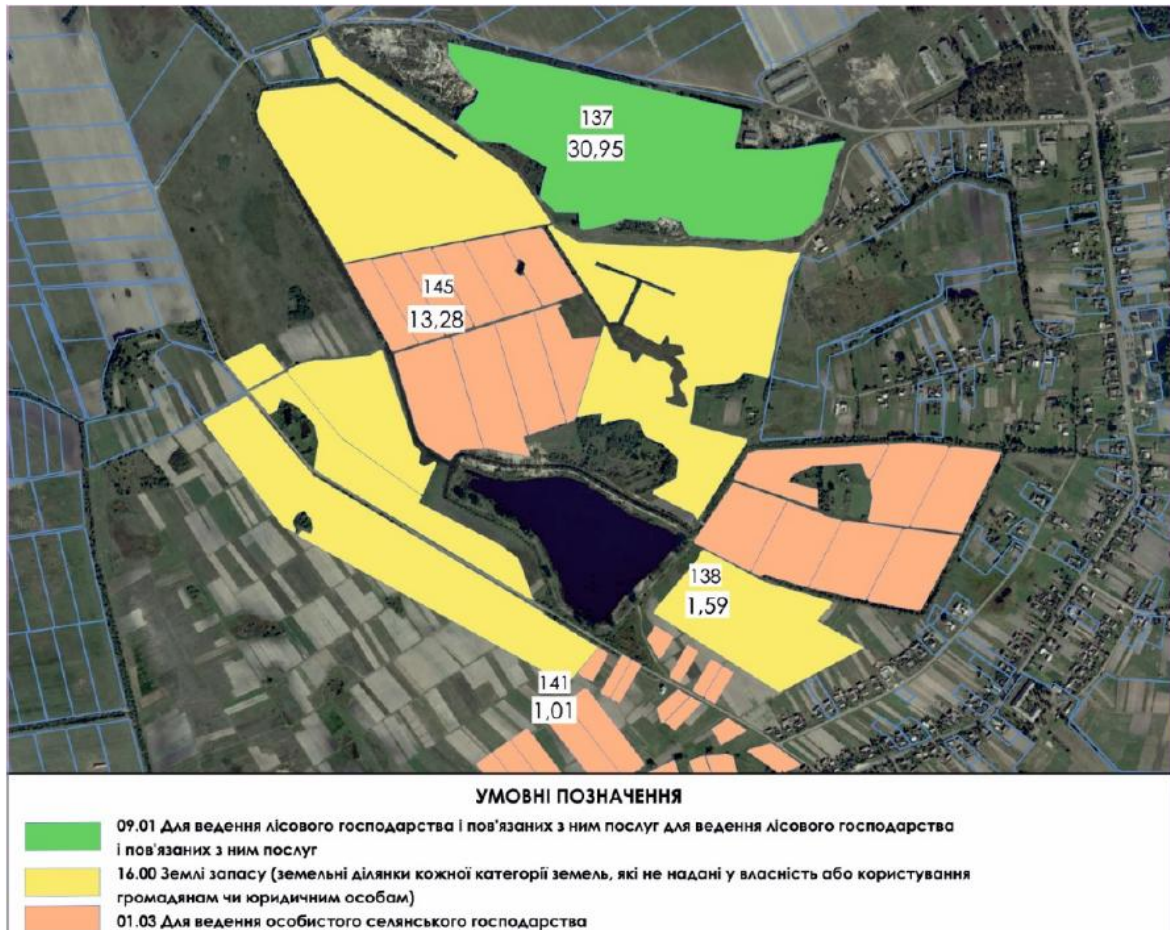 137
30,95
145
13,28
138
1,59
141
1,01
УМОВНІ ПОЗНАЧЕННЯ
09.01 Для ведення лісового господарства і пов'язаних з ним послуг для ведення лісового господарства
і пов'язаних з ним послуг
16.00 Землі запасу (земельні ділянки кожної категорії земель, які не надані у власність або користування
громадянам чи юридичним особам)
01.03 Для ведення особистого селянського господарства